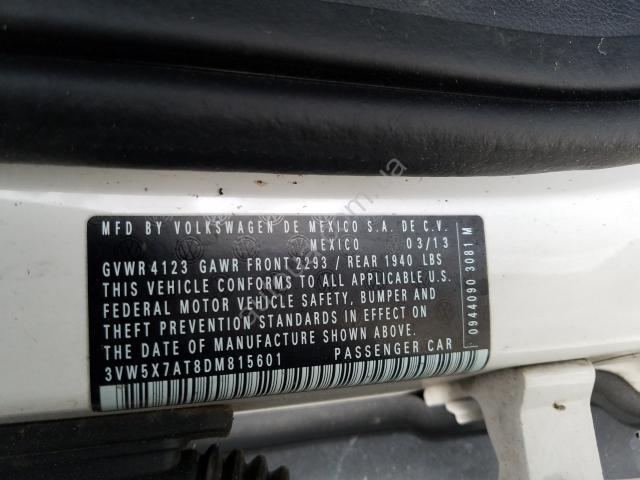 MFD BY VOLKSWAGEN DE MEXICO S.A. DE C.V.
MEXICO 03/13
GVWR 4123 GAWR FRONT 2293 / REAR 1940 LBS
THIS VEHICLE CONFORMS TO ALL APPLICABLE U.S.
FEDERAL MOTOR VEHICLE SAFETY, BUMPER AND
THEFT PREVENTION STANDARDS IN EFFECT ON
THE DATE OF MANUFACTURE SHOWN ABOVE.
3VW5X7AT8DM815601 PASSENGER CAR
0944090 3081 M